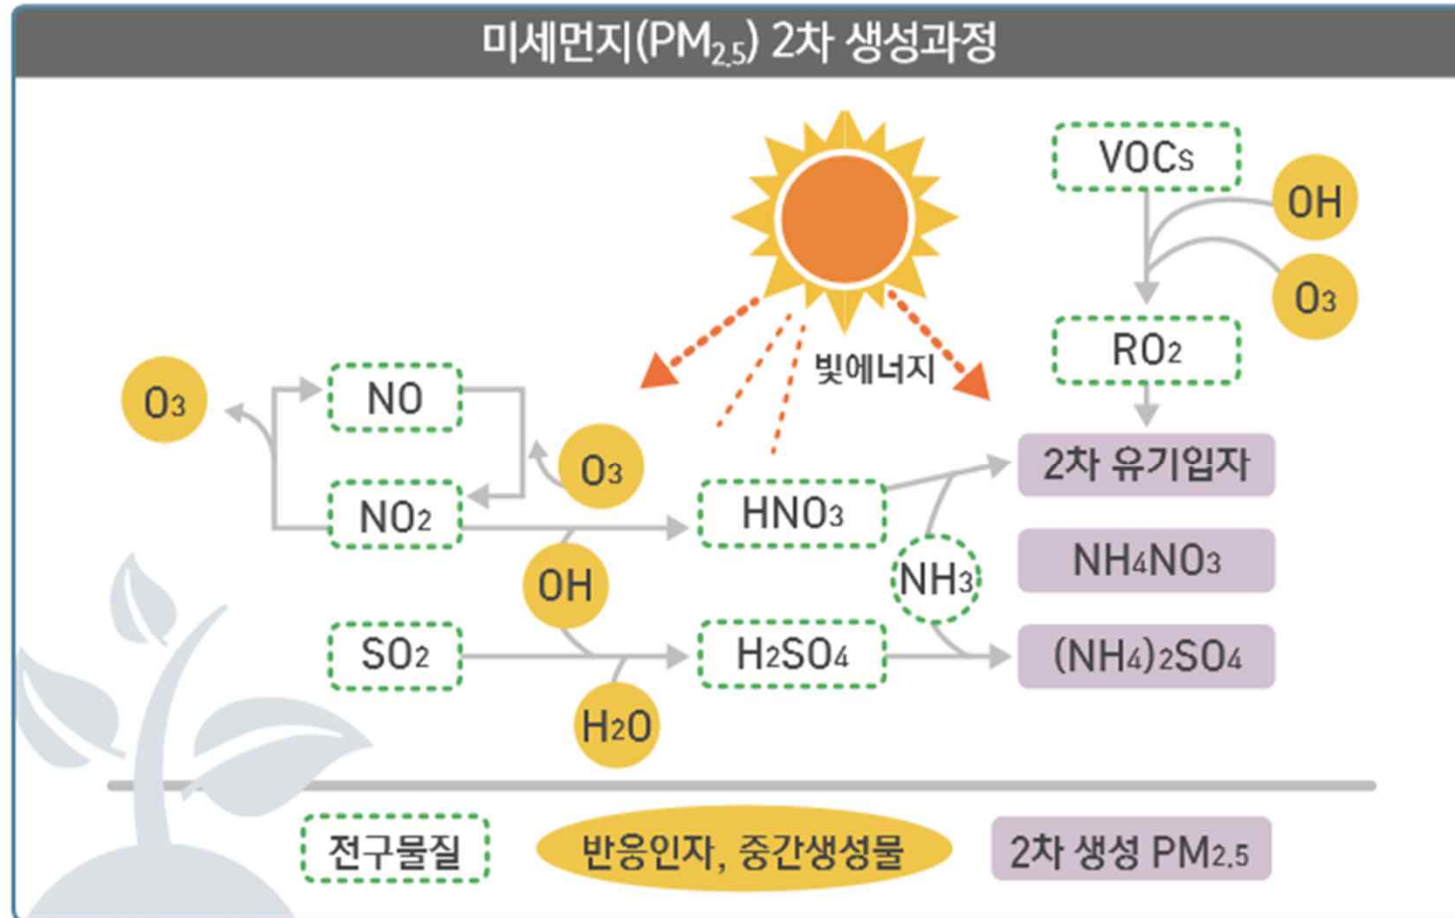 미세먼지(PM2.5) 2차 생성과정
VOCs
OH
O3
RO2
빛에너지
O3
NO
O3
NO2
HNO3
2차 유기입자
OH
NH3
NH4NO3
SO2
H2SO4
(NH4)2SO4
H2O
전구물질
반응인자, 중간생성물
2차 생성 PM2.5